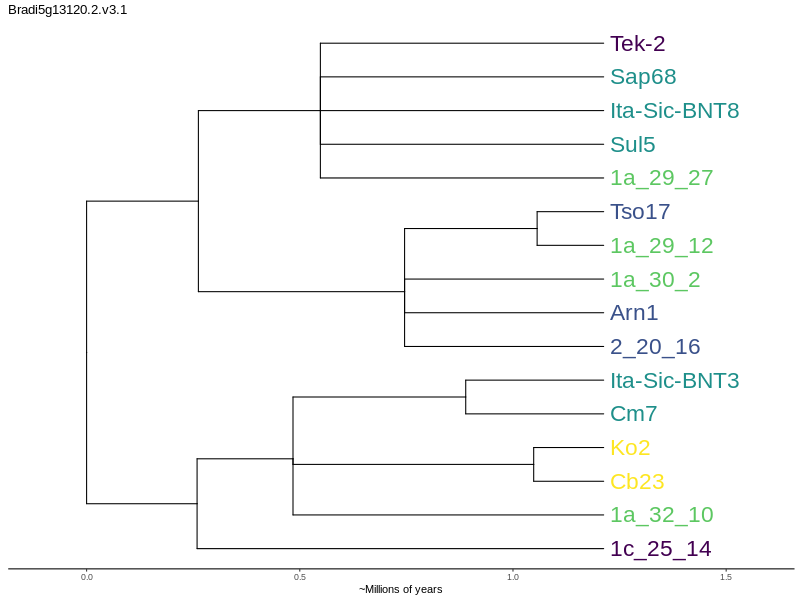 Bradi5g13120.2.v3.1
Tek-2
Sap68
Ita-Sic-BNT8
Sul5
1a_29_27
Tso17
1a_29_12
1a_30_2
Arn1
2_20_16
Ita-Sic-BNT3
Cm7
Ko2
Cb23
1a_32_10
1c_25_14
0.0 0.5 1.0 1.5
~Millions of years